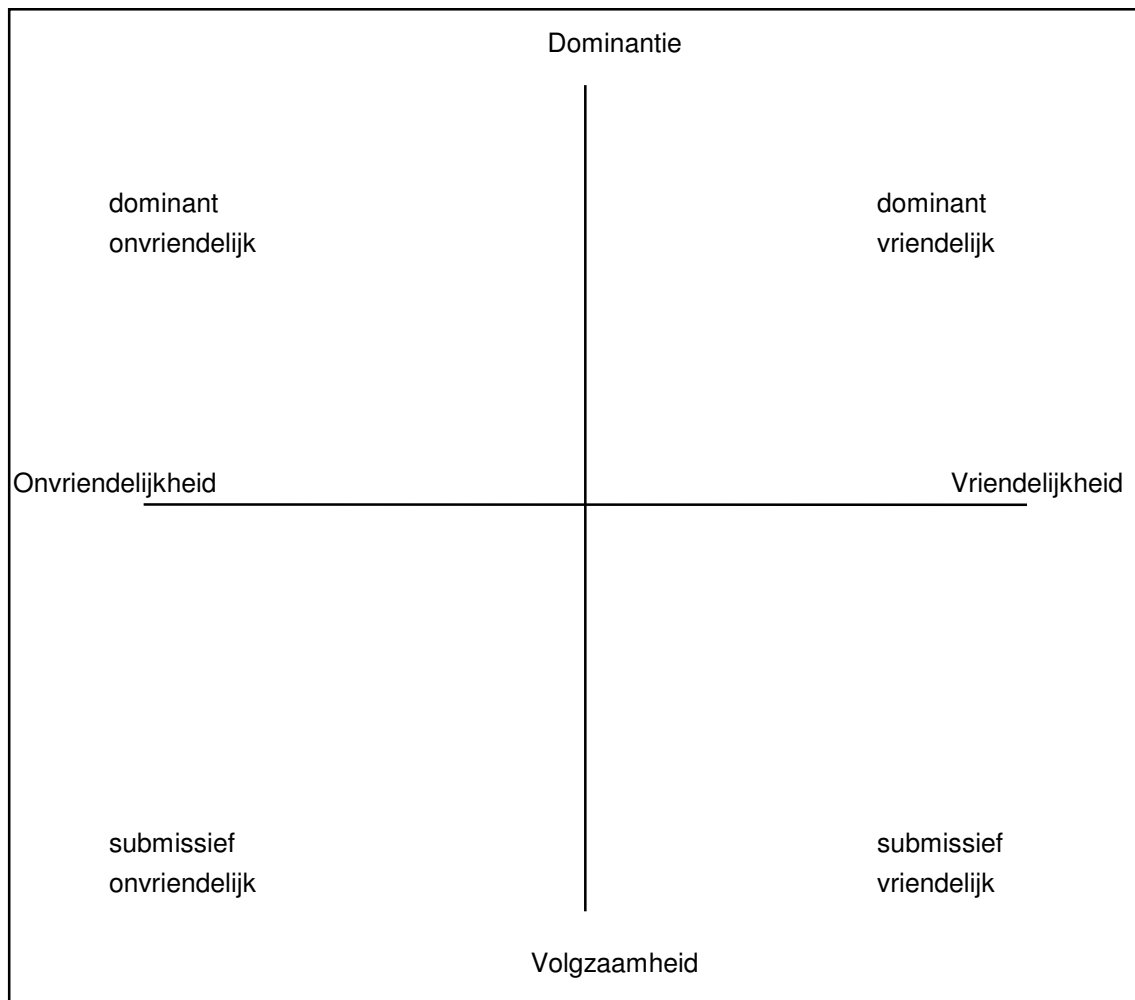 Dominantie
dominant
onvriendelijk
dominant
vriendelijk
Onvriendelijkheid
Vriendelijkheid
submissief
onvriendelijk
submissief
vriendelijk
Volgzaamheid